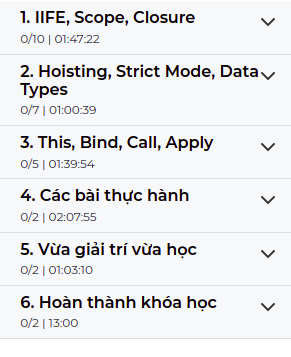 1. IIFE, Scope, Closure
0/10 | 01:47:22
2. Hoisting, Strict Mode, Data
Types
0/7 | 01:00:39
3. This, Bind, Call, Apply
0/5 | 01:39:54
4. Các bài thực hành
0/2 | 02:07:55
5. Vừa giải trí vừa học
0/2 | 01:03:10
6. Hoàn thành khóa học
0/2 | 13:00